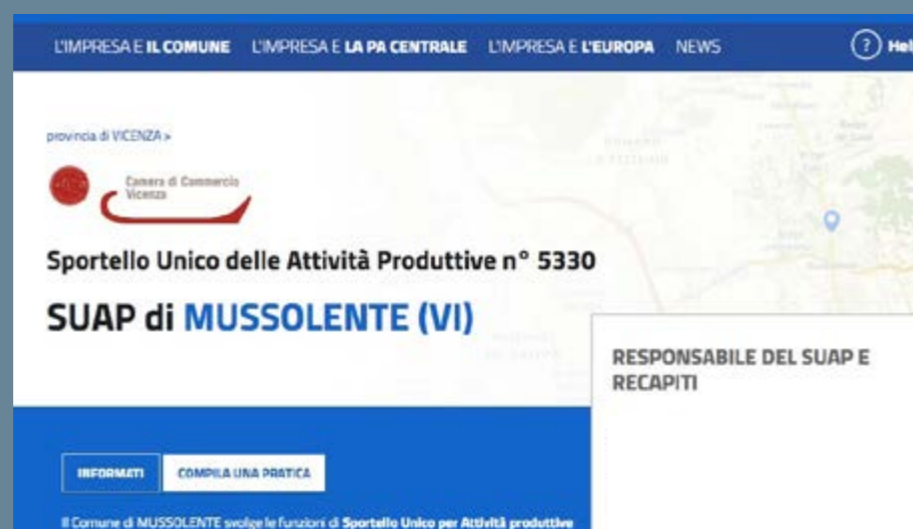 L'IMPRESA E IL COMUNE L'IMPRESA E LA PA CENTRALE L'IMPRESA E L'EUROPA NEWS ? Hel
provincia di VICENZA >
Camera di Commercio
Vicenza
Sportello Unico delle Attività Produttive n° 5330
SUAP di MUSSOLENTE (VI)
RESPONSABILE DEL SUAP E
RECAPITI
INFORMATI COMPILA UNA PRATICA
Il Comune di MUSSOLENTE svolge le funzioni di Sportello Unico per Attività produttive